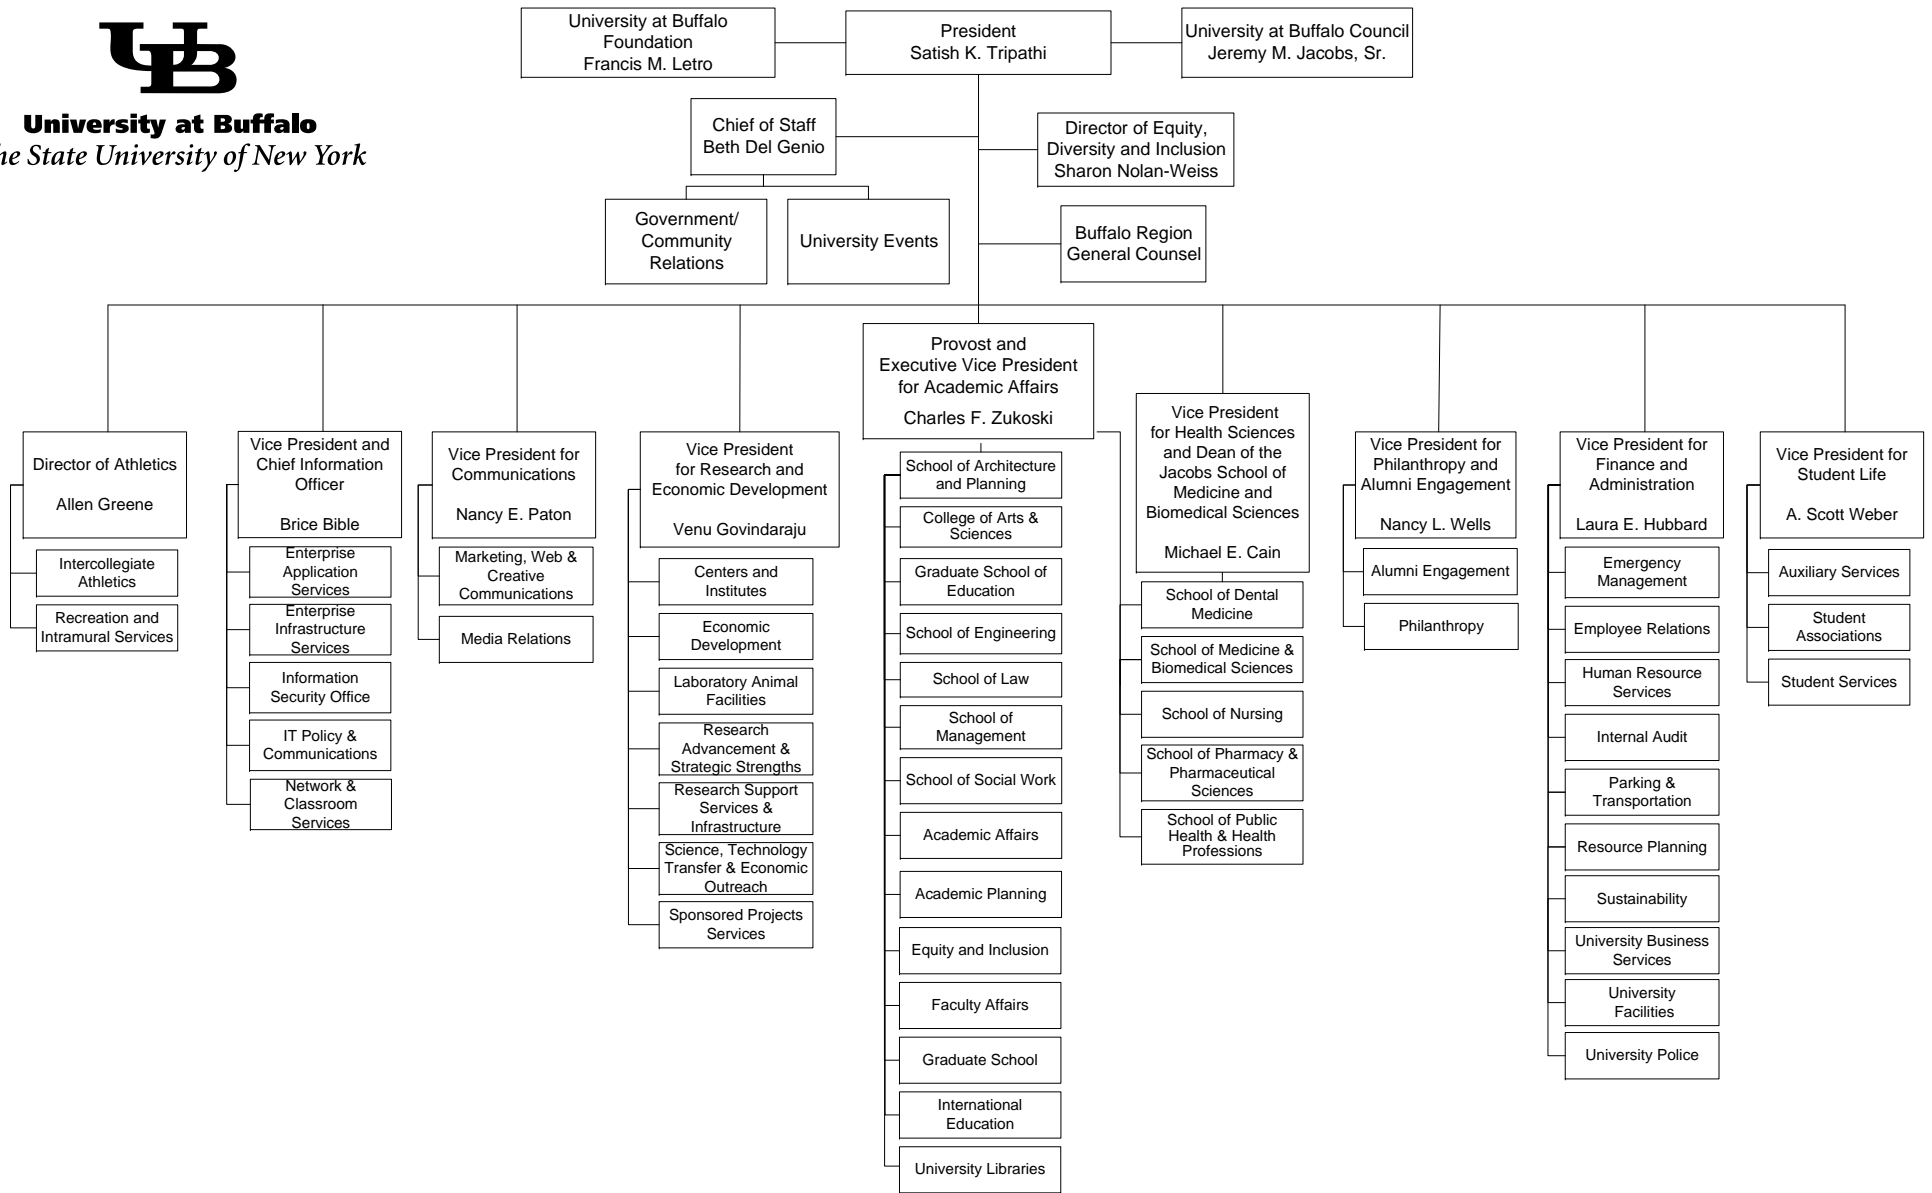 University at Buffalo
he State University of New York
University at Buffalo
Foundation
Francis M. Letro
President
Satish K. Tripathi
University at Buffalo Council
Jeremy M. Jacobs, Sr.
Chief of Staff
Beth Del Genio
Director of Equity,
Diversity and Inclusion
Sharon Nolan-Weiss
Government/
Community
Relations
University Events
Buffalo Region
General Counsel
Director of Athletics
Allen Greene
Intercollegiate
Athletics
Recreation and
Intramural Services
Vice President and
Chief Information
Officer
Brice Bible
Enterprise
Application
Services
Enterprise
Infrastructure
Services
Information
Security Office
IT Policy &
Communications
Network &
Classroom
Services
Vice President for
Communications
Nancy E. Paton
Marketing, Web &
Creative
Communications
Media Relations
Vice President
for Research and
Economic Development
Venu Govindaraju
Centers and
Institutes
Economic
Development
Laboratory Animal
Facilities
Research
Advancement &
Strategic Strengths
Research Support
Services &
Infrastructure
Science, Technology
Transfer & Economic
Outreach
Sponsored Projects
Services
Provost and
Executive Vice President
for Academic Affairs
Charles F. Zukoski
School of Architecture
and Planning
College of Arts &
Sciences
Graduate School of
Education
School of Engineering
School of Law
School of
Management
School of Social Work
Academic Affairs
Academic Planning
Equity and Inclusion
Faculty Affairs
Graduate School
International
Education
University Libraries
Vice President
for Health Sciences
and Dean of the
Jacobs School of
Medicine and
Biomedical Sciences
Michael E. Cain
School of Dental
Medicine
School of Medicine &
Biomedical Sciences
School of Nursing
School of Pharmacy &
Pharmaceutical
Sciences
School of Public
Health & Health
Professions
Vice President for
Philanthropy and
Alumni Engagement
Nancy L. Wells
Alumni Engagement
Philanthropy
Vice President for
Finance and
Administration
Laura E. Hubbard
Emergency
Management
Employee Relations
Human Resource
Services
Internal Audit
Parking &
Transportation
Resource Planning
Sustainability
University Business
Services
University
Facilities
University Police
Vice President for
Student Life
A. Scott Weber
Auxiliary Services
Student
Associations
Student Services